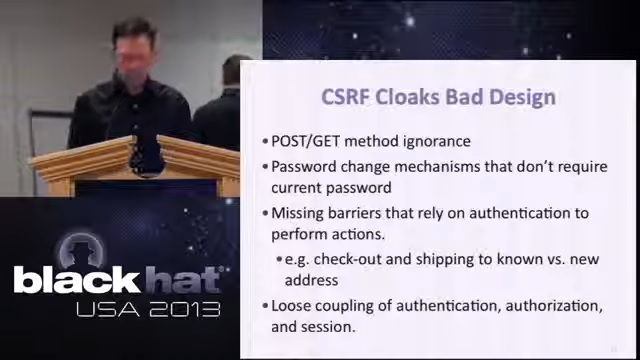 CSRF Cloaks Bad Design
•POST/GET method ignorance
•Password change mechanisms that don't require
current password
•Missing barriers that rely on authentication to
perform actions.
•e.g. check-out and shipping to known vs. new
address
•Loose coupling of authentication, authorization,
and session.
black hat®
USA 2013